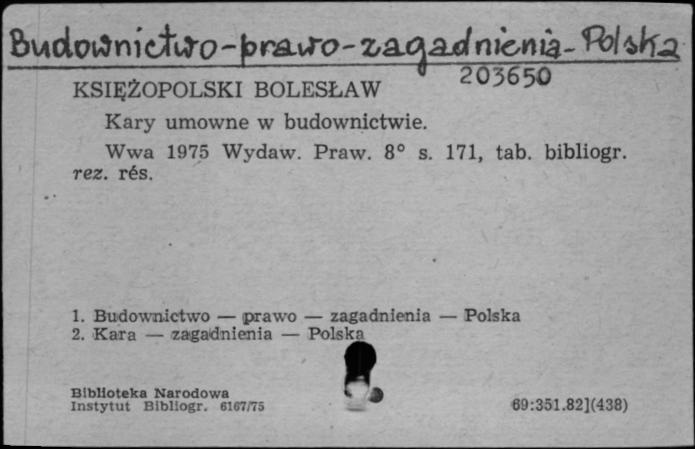 Budownictwo-prawo-zagadnienia-Polska
203650
KSIĘŻOPOLSKI BOLESŁAW
Kary umowne w budownictwie.
Wwa 1975 Wydaw. Praw. 8° s. 171, tab. bibliogr.
rez. rés.
1. Budownictwo — prawo — zagadnienia — Polska
2. Kara — zagadnienia — Polska
Biblioteka Narodowa
Instytut Bibliogr. 6167/75
69:351.82](438)